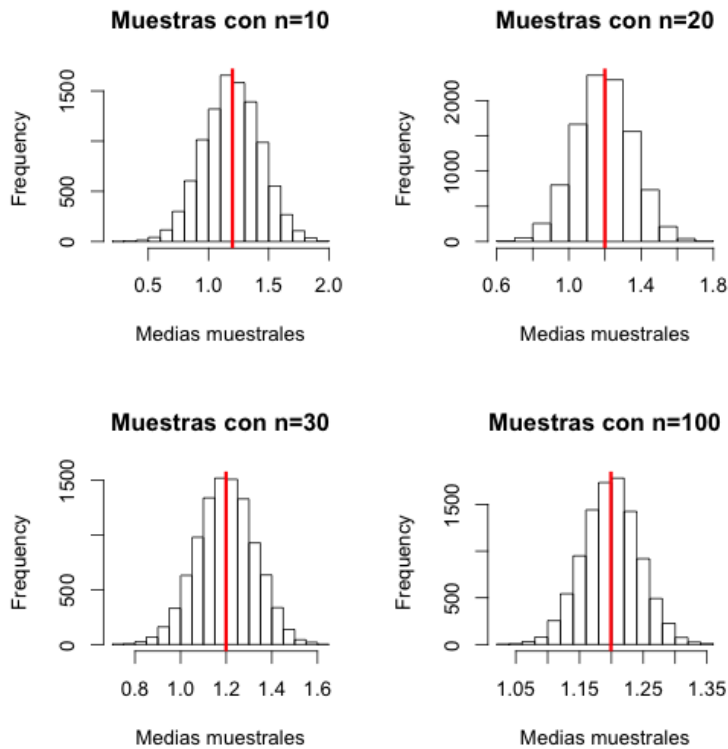 Muestras con n=10
Frequency
0 500 1500
0.5 1.0 1.5 2.0
Medias muestrales
Muestras con n=20
Frequency
0 1000 2000
0.6 1.0 1.4 1.8
Medias muestrales
Muestras con n=30
Frequency
0 500 1500
0.8 1.0 1.2 1.4 1.6
Medias muestrales
Muestras con n=100
Frequency
0 500 1500
1.05 1.15 1.25 1.35
Medias muestrales